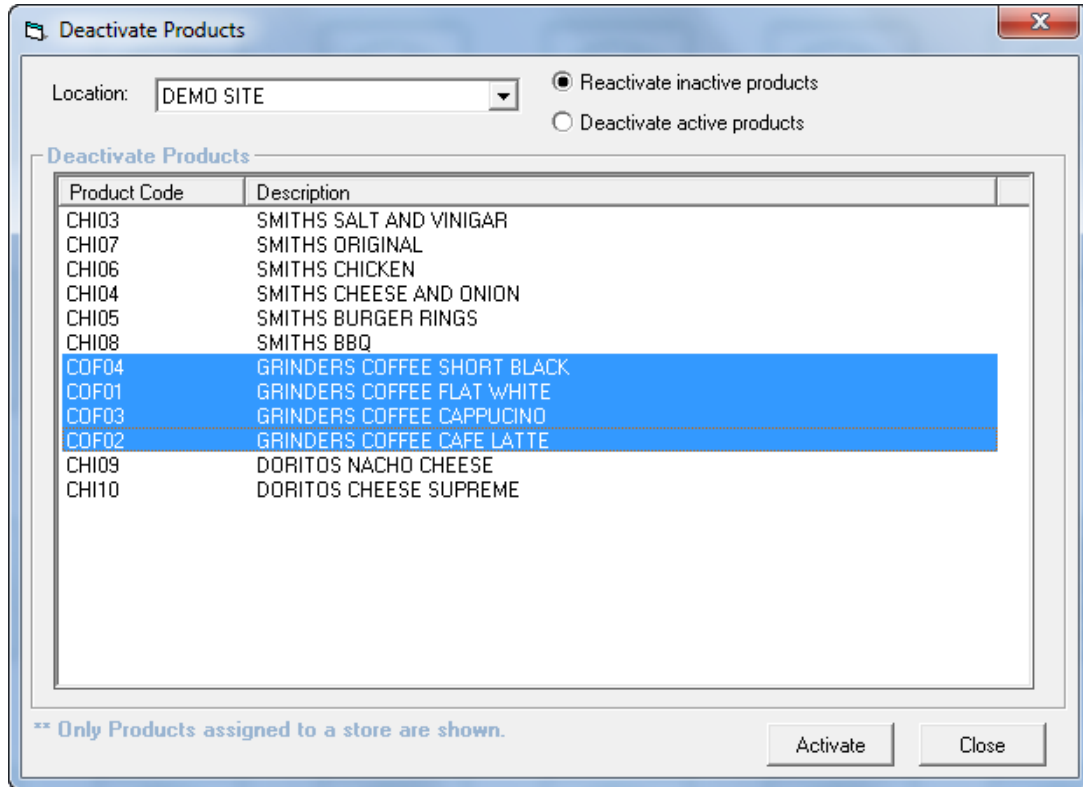 Deactivate Products
Location: DEMO SITE
Reactivate inactive products
Deactivate active products
Deactivate Products
Product Code Description
CHI03 SMITHS SALT AND VINIGAR
CHI07 SMITHS ORIGINAL
CHI06 SMITHS CHICKEN
CHI04 SMITHS CHEESE AND ONION
CHI05 SMITHS BURGER RINGS
CHI08 SMITHS BBQ
COF04 GRINDERS COFFEE SHORT BLACK
COF01 GRINDERS COFFEE FLAT WHITE
COF03 GRINDERS COFFEE CAPPUCINO
COF02 GRINDERS COFFEE CAFE LATTE
CHI09 DORITOS NACHO CHEESE
CHI10 DORITOS CHEESE SUPREME
** Only Products assigned to a store are shown.
Activate Close